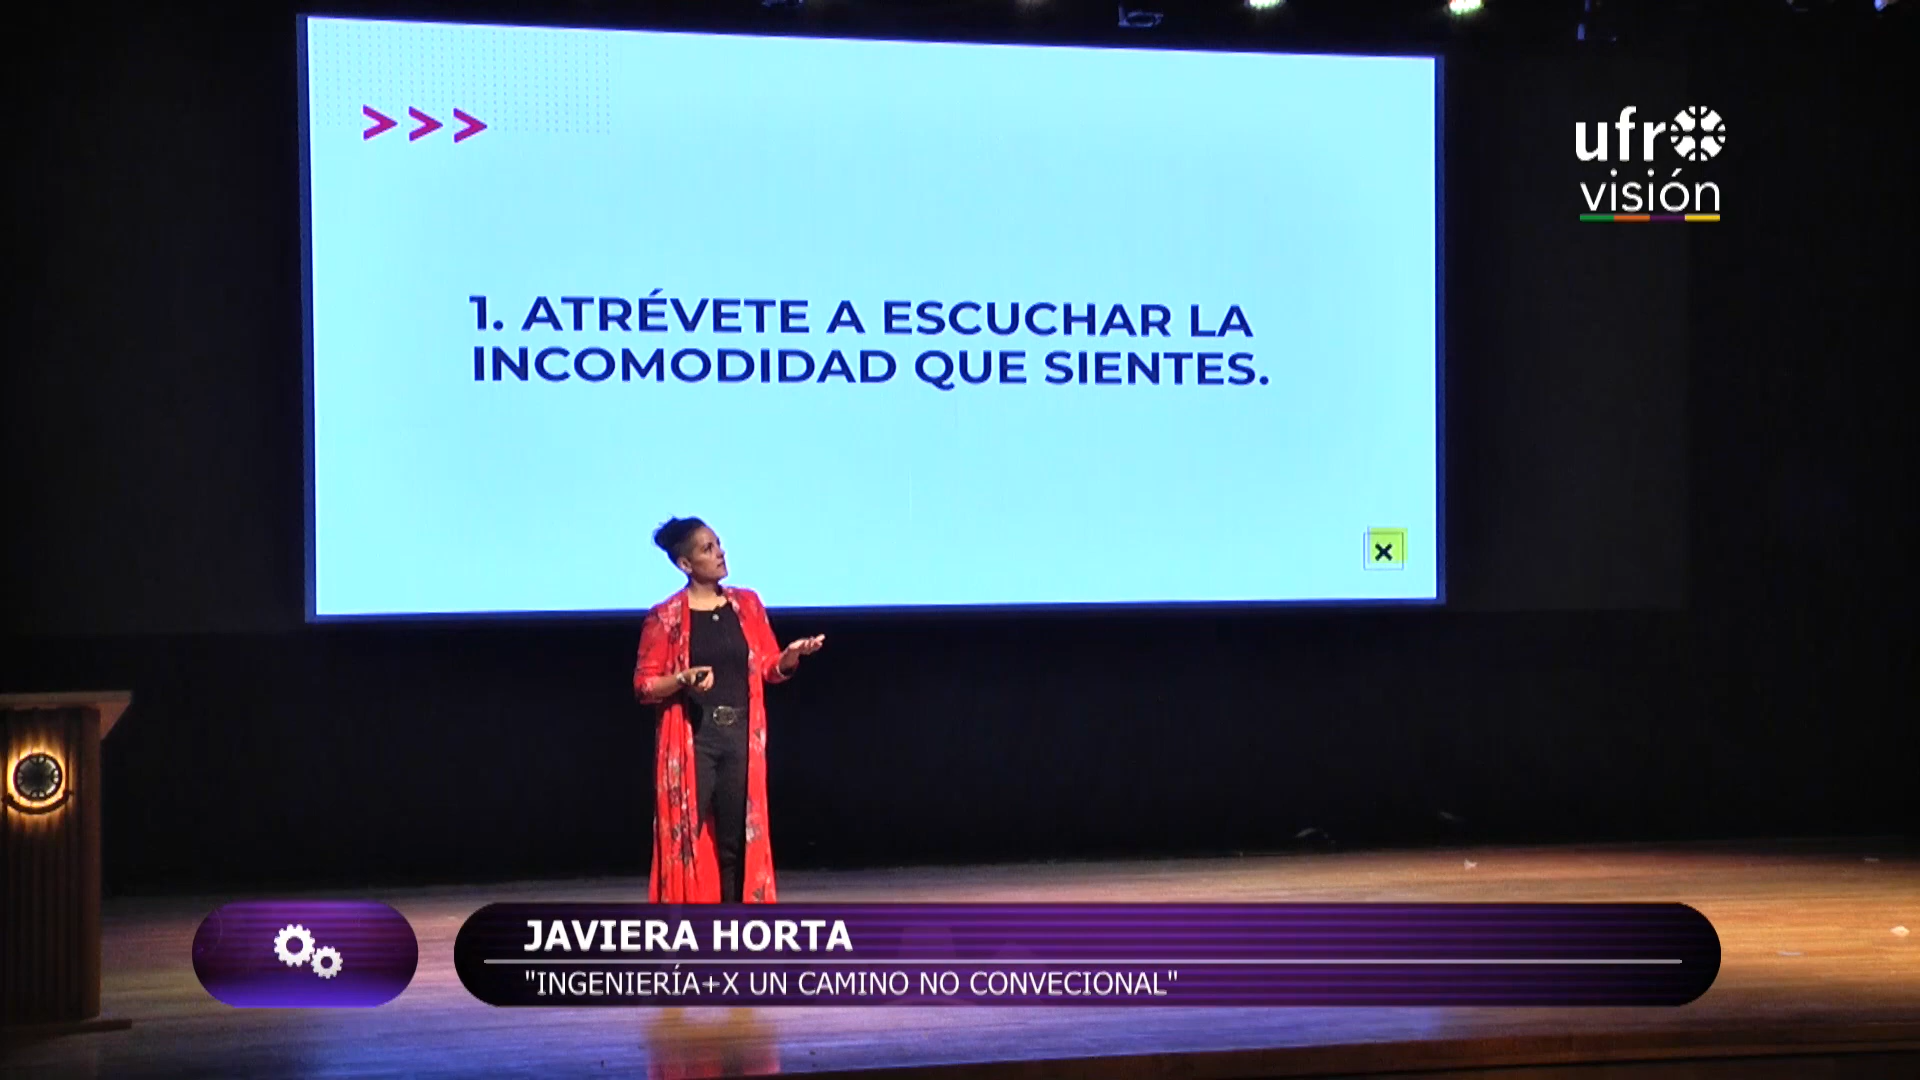 >>>
1. ATRÉVETE A ESCUCHAR LA
INCOMODIDAD QUE SIENTES.
ufro
visión
JAVIERA HORTA
"INGENIERÍA+X UN CAMINO NO CONVECIONAL"